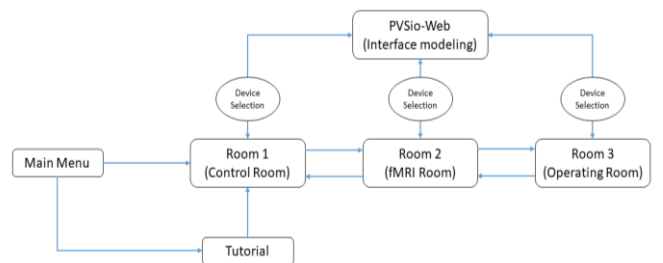 PVSio-Web
(Interface modeling)
Device
Selection
Device
Selection
Device
Selection
Main Menu
Room 1
(Control Room)
Room 2
(fMRI Room)
Room 3
(Operating Room)
Tutorial